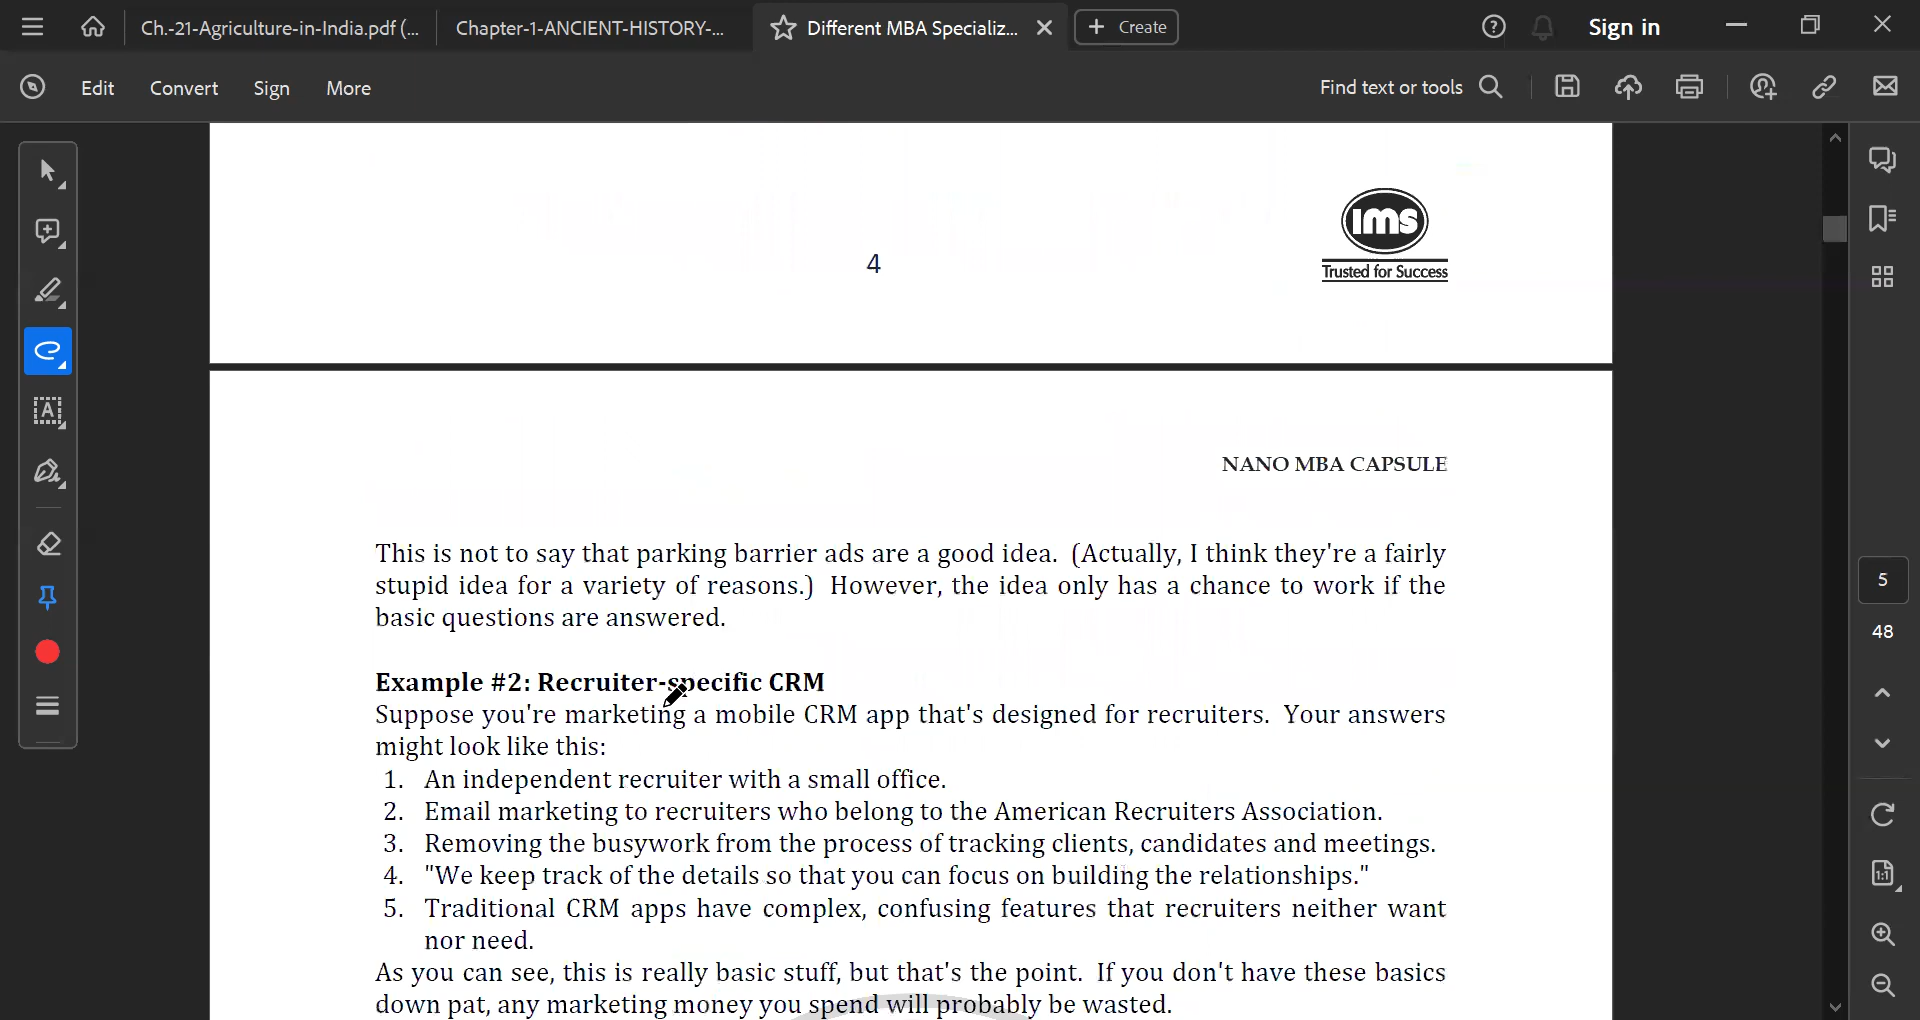 Ch.-21-Agriculture-in-India.pdf (...
Chapter-1-ANCIENT-HISTORY-...
Different MBA Specializ...
Create
Sign in
Edit
Convert
Sign
More
Find text or tools
4
ims
Trusted for Success
NANO MBA CAPSULE
This is not to say that parking barrier ads are a good idea. (Actually, I think they're a fairly
stupid idea for a variety of reasons.) However, the idea only has a chance to work if the
basic questions are answered.
Example #2: Recruiter-specific CRM
Suppose you're marketing a mobile CRM app that's designed for recruiters. Your answers
might look like this:
1. An independent recruiter with a small office.
2. Email marketing to recruiters who belong to the American Recruiters Association.
3. Removing the busywork from the process of tracking clients, candidates and meetings.
4. "We keep track of the details so that you can focus on building the relationships."
5. Traditional CRM apps have complex, confusing features that recruiters neither want
nor need.
As you can see, this is really basic stuff, but that's the point. If you don't have these basics
down pat, any marketing money you spend will probably be wasted.
5
48
1:1
A